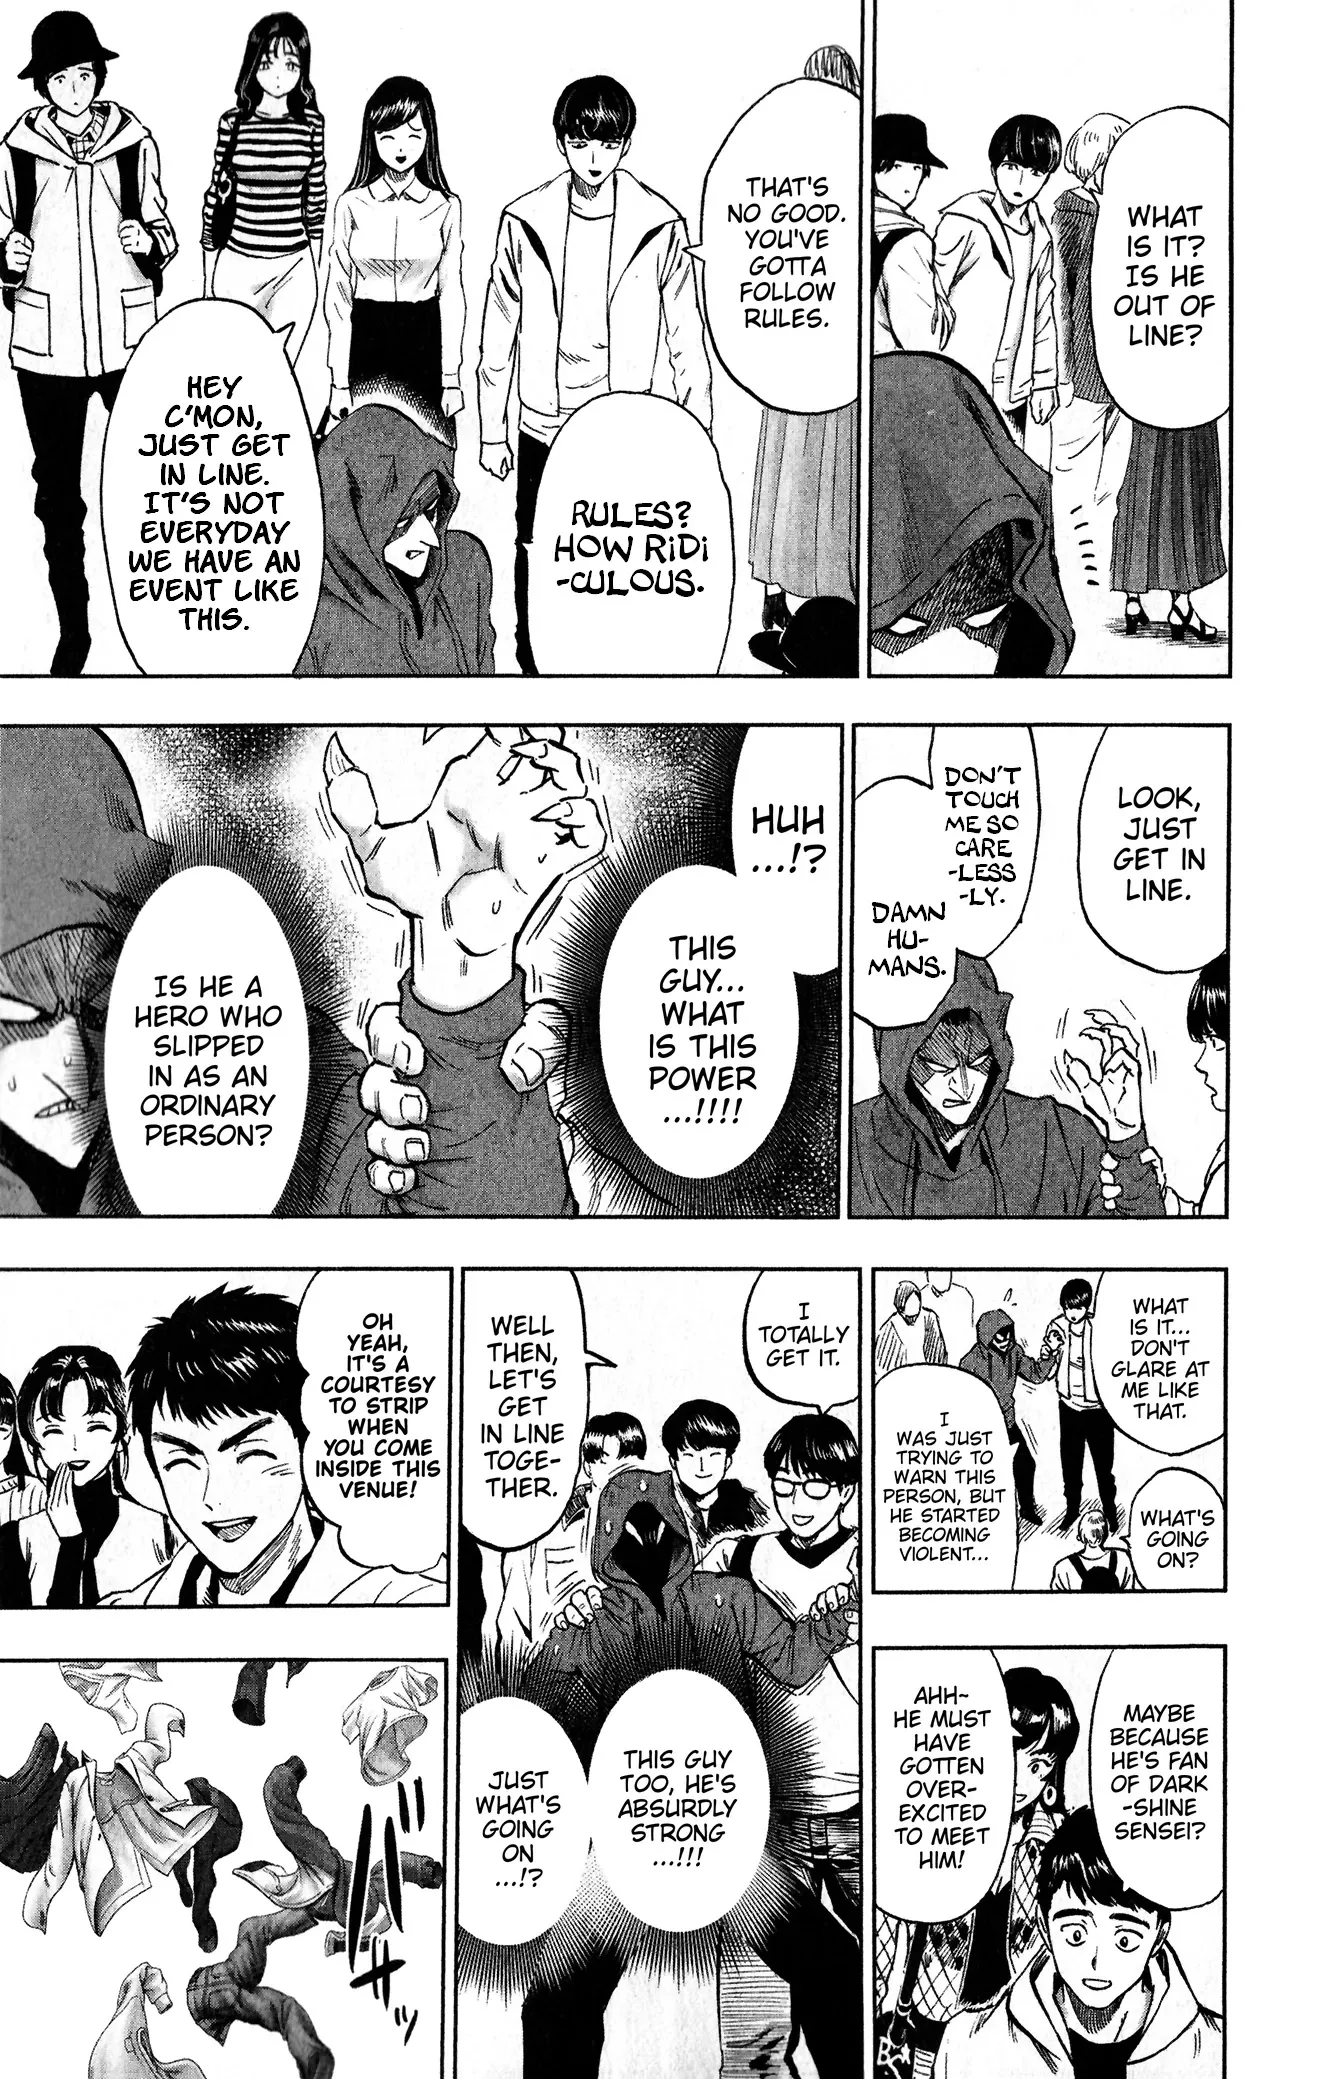 WHAT
IS IT?
IS HE
OUT OF
LINE?
THAT'S
NO GOOD.
YOU'VE
GOTTA
FOLLOW
RULES.
RULES?
HOW RiDi
-CULOUS.
HEY
C'MON,
JUST GET
IN LINE.
IT'S NOT
EVERYDAY
WE HAVE AN
EVENT LIKE
THIS.
LOOK,
JUST
GET IN
LINE.
DON'T
TOUCH
ME SO
CARE
-LESS
-LY.
DAMN
HU-
MANS.
HUH
...!?
THIS
GUY...
WHAT
IS THIS
POWER
...!!!!
IS HE A
HERO WHO
SLIPPED
IN AS AN
ORDINARY
PERSON?
WHAT
IS IT...
DON'T
GLARE AT
ME LIKE
THAT.
I
WAS JUST
TRYING TO
WARN THIS
PERSON, BUT
HE STARTED
BECOMING
VIOLENT...
WHAT'S
GOING
ON?
MAYBE
BECAUSE
HE'S FAN
OF DARK
-SHINE
SENSEI?
AHH~
HE MUST
HAVE
GOTTEN
OVER-
EXCITED
TO MEET
HIM!
I
TOTALLY
GET IT.
WELL
THEN,
LET'S
GET
IN LINE
TOGE-
THER.
THIS GUY
TOO, HE'S
ABSURDLY
STRONG
...!!!
JUST
WHAT'S
GOING
ON
...!?
OH
YEAH,
IT'S A
COURTESY
TO STRIP
WHEN
YOU COME
INSIDE THIS
VENUE!
バサッ